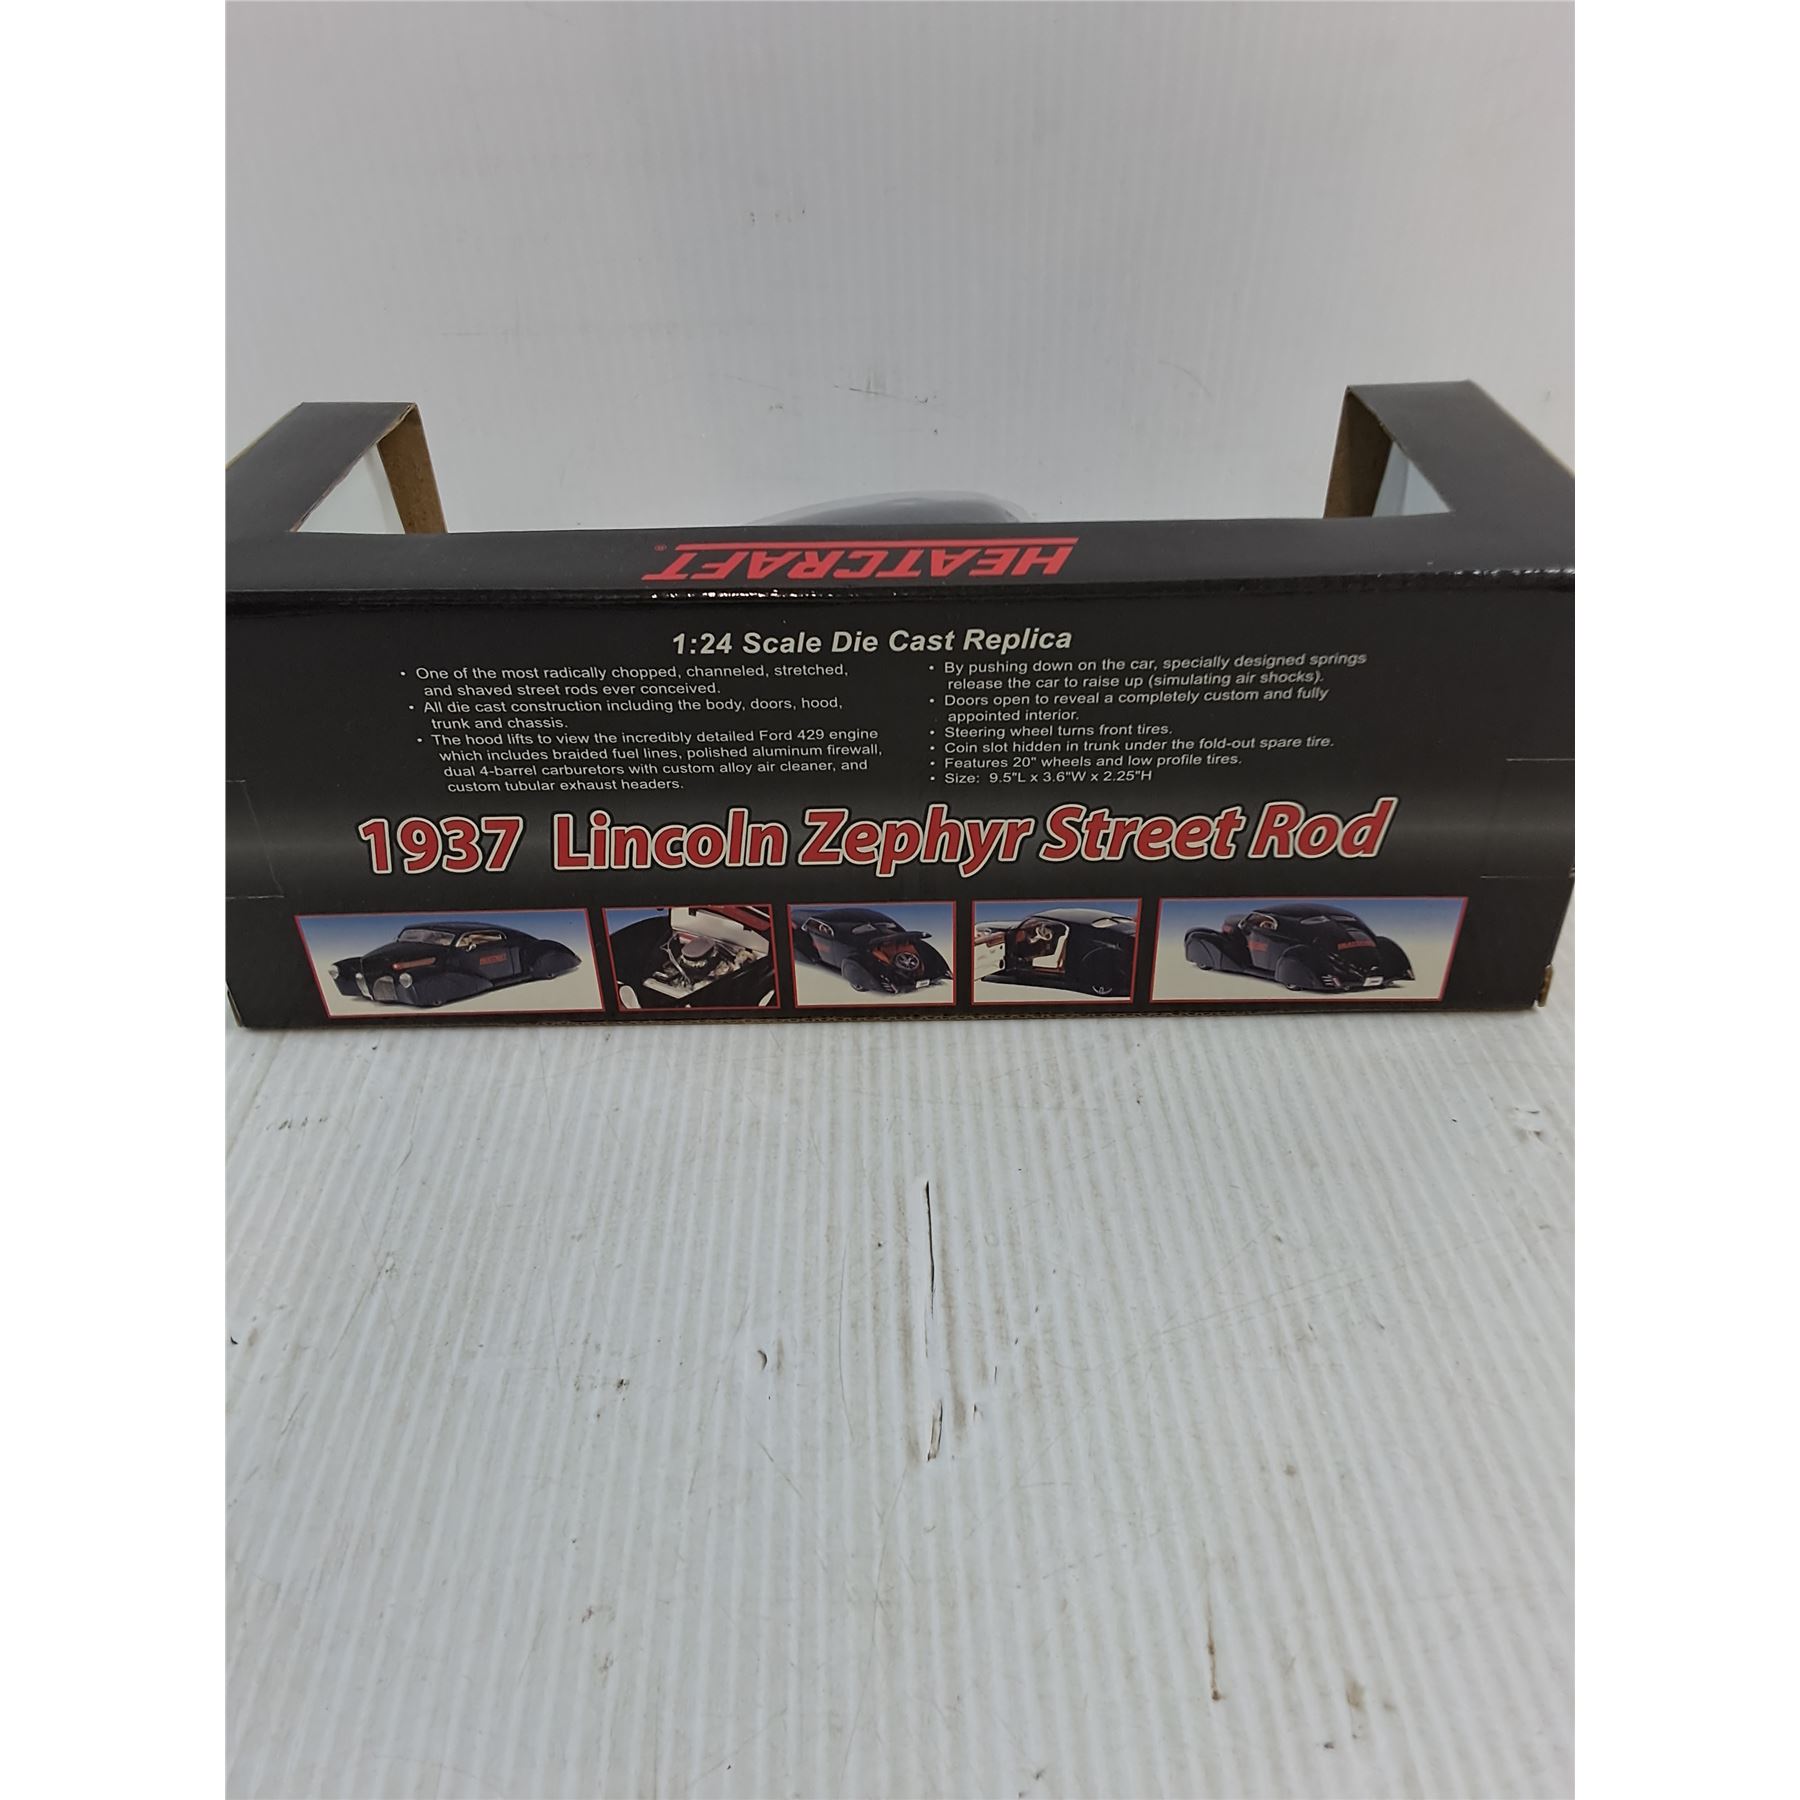 HEATCRAFT®
1:24 Scale Die Cast Replica
• One of the most radically chopped, channeled, stretched,
and shaved street rods ever conceived.
• All die cast construction including the body, doors, hood,
trunk and chassis.
• The hood lifts to view the incredibly detailed Ford 429 engine
which includes braided fuel lines, polished aluminum firewall,
dual 4-barrel carburetors with custom alloy air cleaner, and
custom tubular exhaust headers.
• By pushing down on the car, specially designed springs
release the car to raise up (simulating air shocks).
• Doors open to reveal a completely custom and fully
appointed interior.
• Steering wheel turns front tires.
• Coin slot hidden in trunk under the fold-out spare tire.
• Features 20" wheels and low profile tires.
• Size: 9.5"L x 3.6"W x 2.25"H
1937 Lincoln Zephyr Street Rod
HEATCRAFT
HEATCRAFT